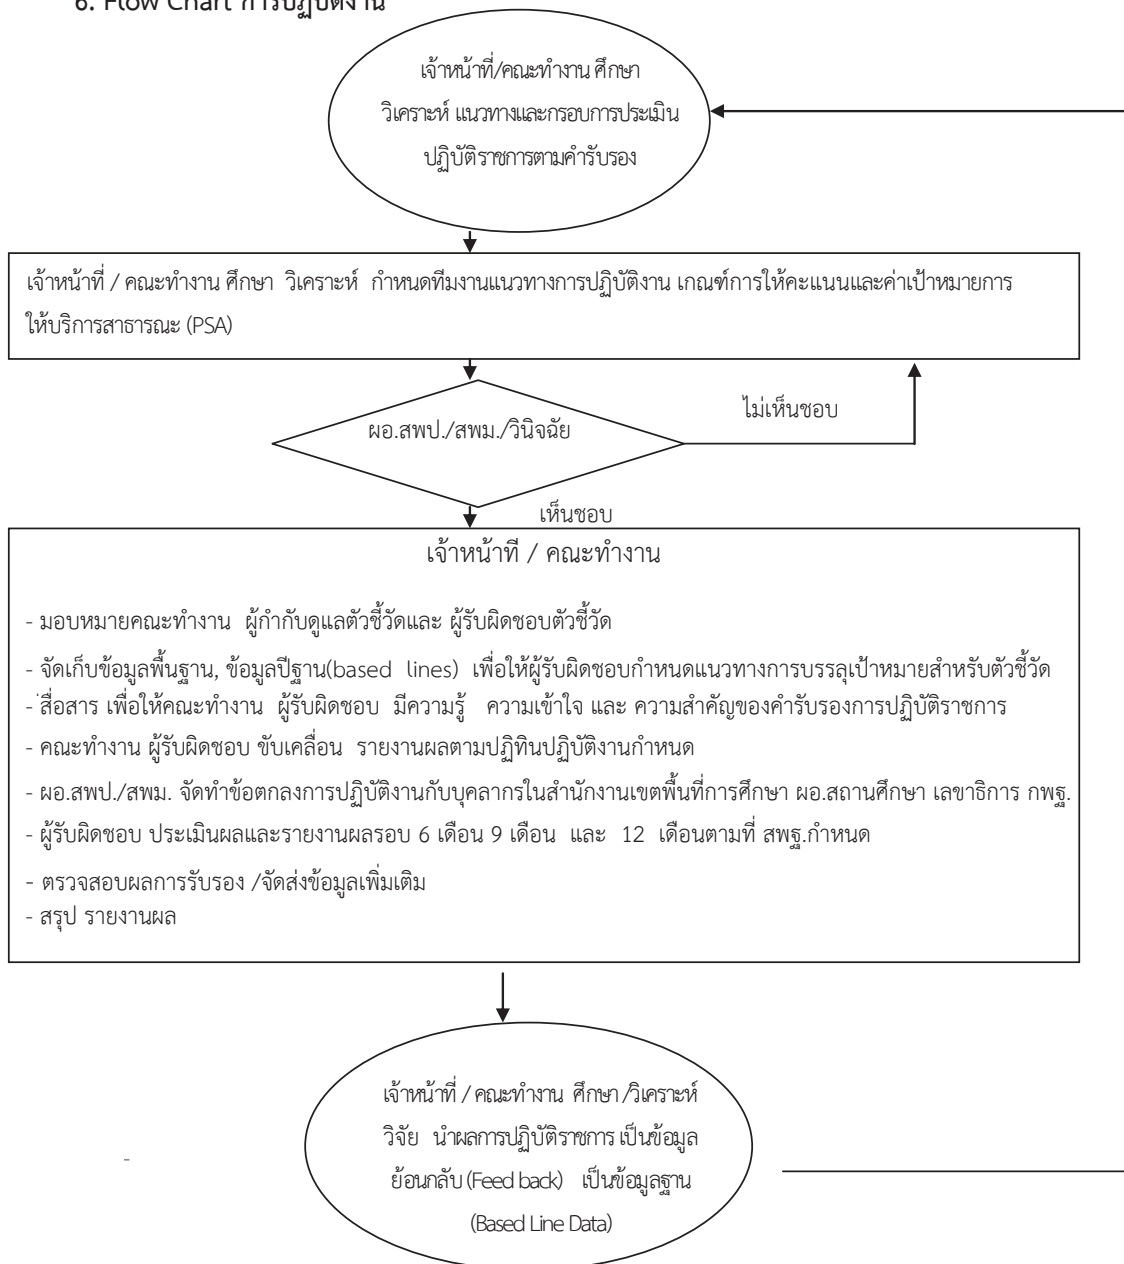 6. Flow Chart การปฏิบัติงาน
เจ้าหน้าที่/คณะทำงาน ศึกษา
วิเคราะห์ แนวทางและกรอบการประเมิน
ปฏิบัติราชการตามคำรับรอง
เจ้าหน้าที่ / คณะทำงาน ศึกษา วิเคราะห์ กำหนดทีมงานแนวทางการปฏิบัติงาน เกณฑ์การให้คะแนนและค่าเป้าหมายการ
ให้บริการสาธารณะ (PSA)
ผอ.สพป./สพม./วินิจฉัย
ไม่เห็นชอบ
เห็นชอบ
เจ้าหน้าที่ / คณะทำงาน
- มอบหมายคณะทำงาน ผู้กำกับดูแลตัวชี้วัดและ ผู้รับผิดชอบตัวชี้วัด
- จัดเก็บข้อมูลพื้นฐาน, ข้อมูลปีฐาน(based lines) เพื่อให้ผู้รับผิดชอบกำหนดแนวทางการบรรลุเป้าหมายสำหรับตัวชี้วัด
- สื่อสาร เพื่อให้คณะทำงาน ผู้รับผิดชอบ มีความรู้ ความเข้าใจ และ ความสำคัญของคำรับรองการปฏิบัติราชการ
- คณะทำงาน ผู้รับผิดชอบ ขับเคลื่อน รายงานผลตามปฏิทินปฏิบัติงานกำหนด
- ผอ.สพป./สพม. จัดทำข้อตกลงการปฏิบัติงานกับบุคลากรในสำนักงานเขตพื้นที่การศึกษา ผอ.สถานศึกษา เลขาธิการ กพฐ.
- ผู้รับผิดชอบ ประเมินผลและรายงานผลรอบ 6 เดือน 9 เดือน และ 12 เดือนตามที่ สพฐ.กำหนด
- ตรวจสอบผลการรับรอง /จัดส่งข้อมูลเพิ่มเติม
- สรุป รายงานผล
เจ้าหน้าที่ / คณะทำงาน ศึกษา /วิเคราะห์
วิจัย นำผลการปฏิบัติราชการ เป็นข้อมูล
ย้อนกลับ (Feed back) เป็นข้อมูลฐาน
(Based Line Data)